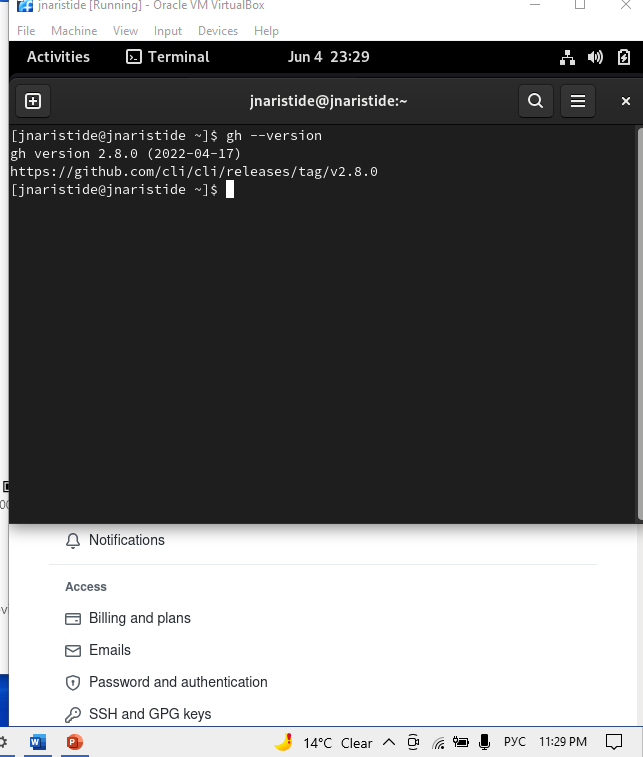 jnaristide [Running] - Oracle VM VirtualBox
File Machine View Input Devices Help
Activities Terminal Jun 4 23:29
jnaristide@jnaristide:~
[jnaristide@jnaristide ~]$ gh --version
gh version 2.8.0 (2022-04-17)
https://github.com/cli/cli/releases/tag/v2.8.0
[jnaristide@jnaristide ~]$
Notifications
Access
Billing and plans
Emails
Password and authentication
SSH and GPG keys
14°C Clear РУС 11:29 PM